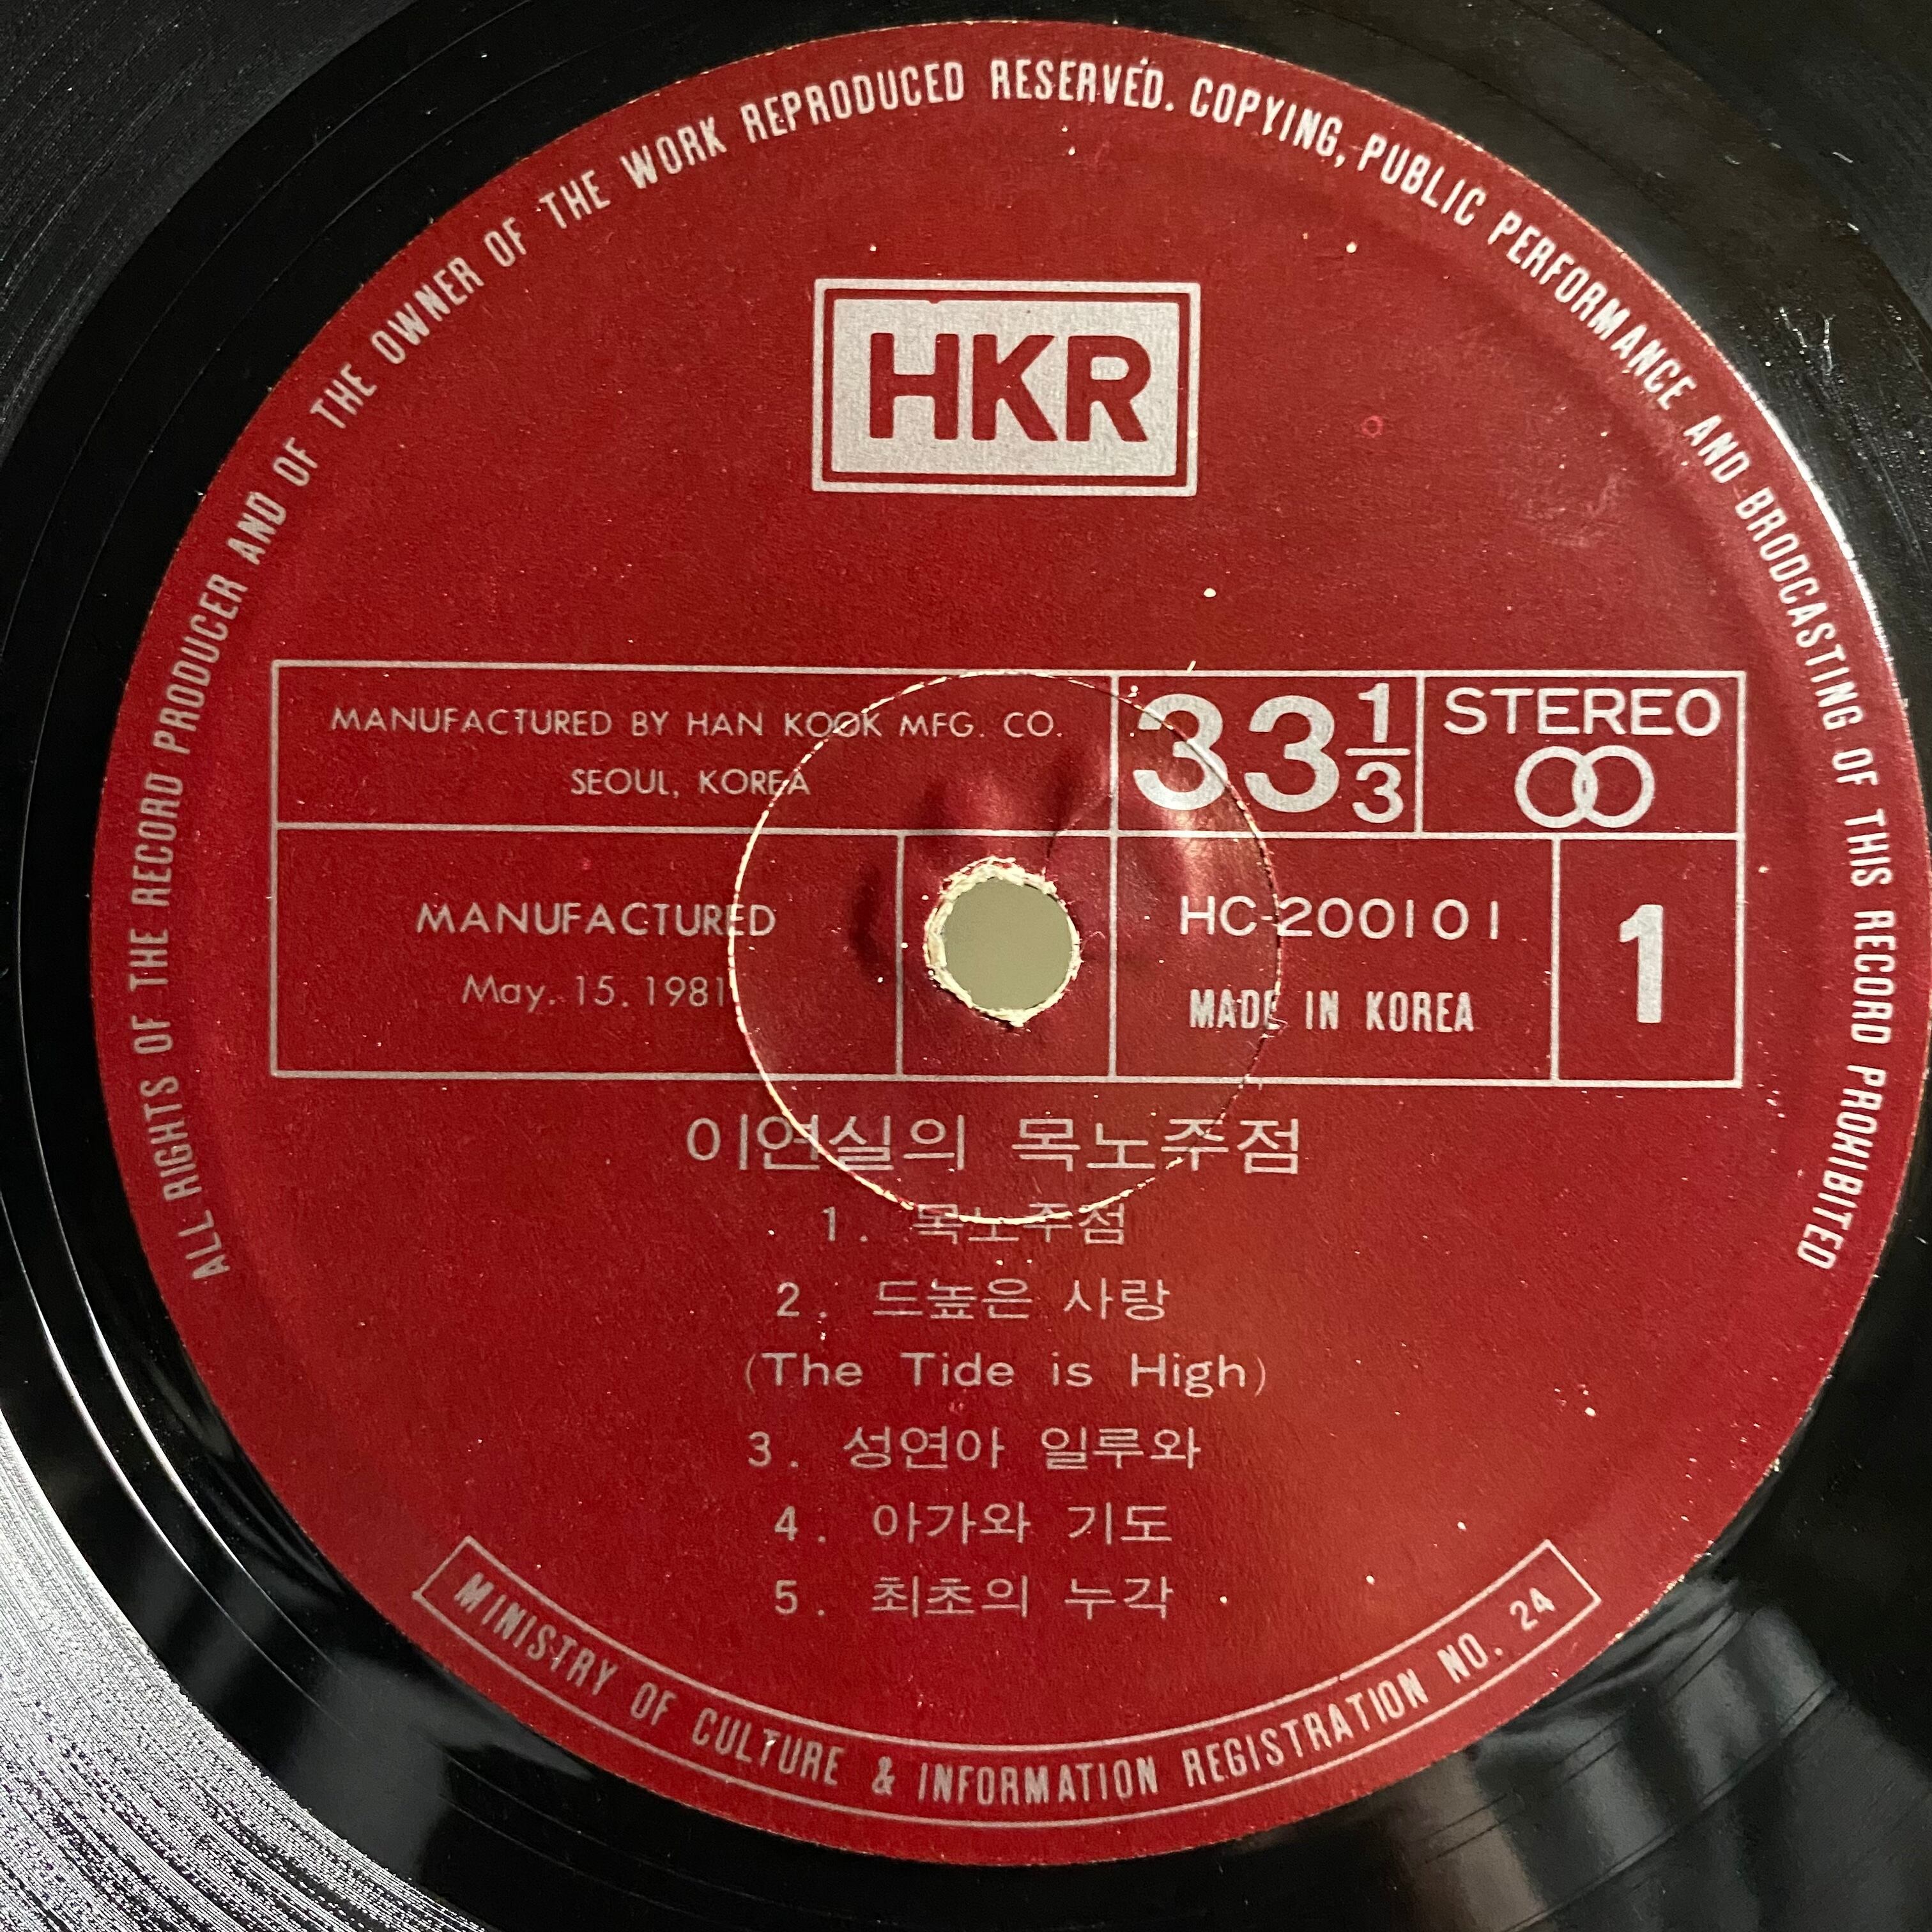 ALL RIGHTS OF THE RECORD PRODUCER AND OF THE OWNER OF THE WORK REPRODUCED RESERVED. COPYING, PUBLIC PERFORMANCE AND BRODCASTING OF THIS RECORD PROHIBITED
HKR
MANUFACTURED BY HAN KOOK MFG. CO.
SEOUL, KOREA
33 1/3
STEREO
MANUFACTURED
May. 15. 1981
HC-200101
MADE IN KOREA
1
이연실의 목노주점
1. 목노주점
2. 드높은 사랑
(The Tide is High)
3. 성연아 일루와
4. 아가와 기도
5. 최초의 누각
MINISTRY OF CULTURE & INFORMATION REGISTRATION NO. 24